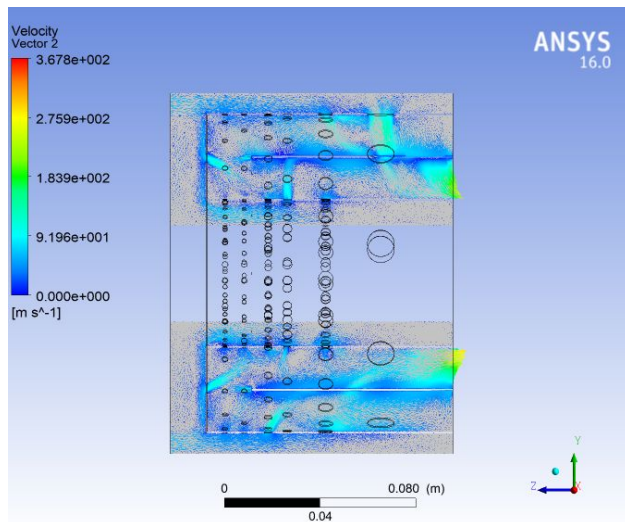 Velocity
Vector 2
3.678e+002
2.759e+002
1.839e+002
9.196e+001
0.000e+000
[m s^-1]
ANSYS
16.0
0
0.080
(m)
0.04
Y
Z
X